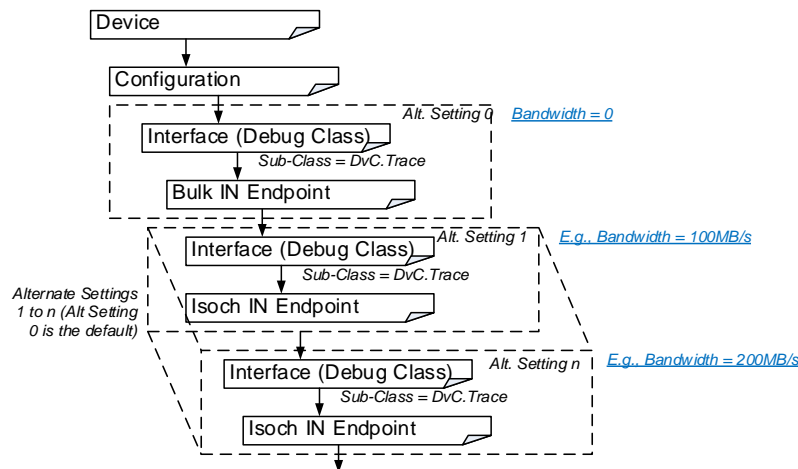 Device
Configuration
Alt. Setting 0
Bandwidth = 0
Interface (Debug Class)
Sub-Class = DvC.Trace
Bulk IN Endpoint
Alt. Setting 1
E.g., Bandwidth = 100MB/s
Interface (Debug Class)
Sub-Class = DvC.Trace
Alternate Settings
1 to n (Alt Setting
0 is the default)
Isoch IN Endpoint
Alt. Setting n
E.g., Bandwidth = 200MB/s
Interface (Debug Class)
Sub-Class = DvC.Trace
Isoch IN Endpoint